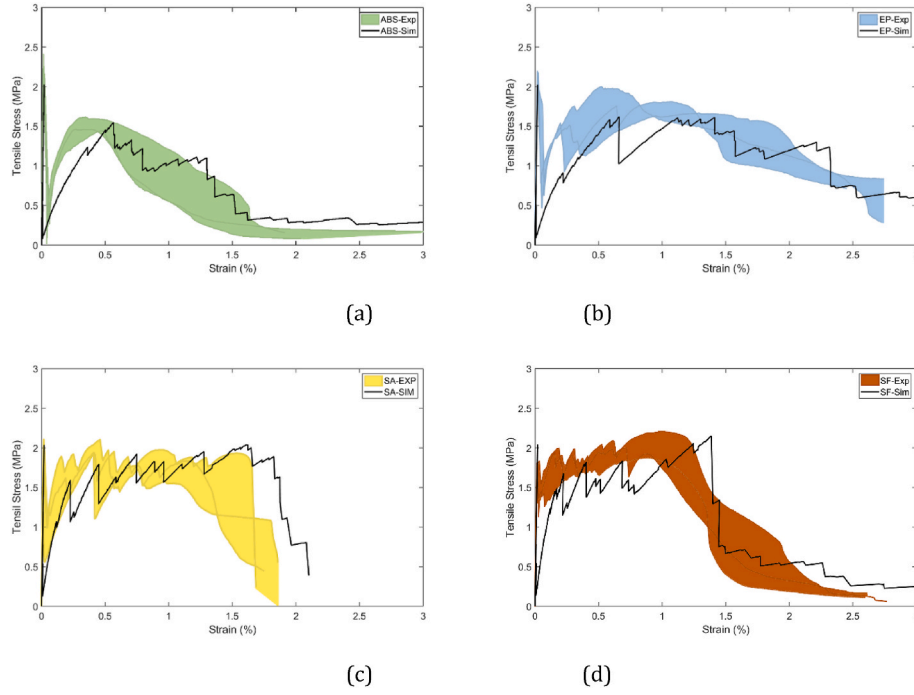 3
2.5
2
1.5
1
0.5
0
Tensile Stress (MPa)
ABS-Exp
ABS-Sim
0 0.5 1 1.5 2 2.5 3
Strain (%)
(a)
3
2.5
2
1.5
1
0.5
0
Tensil Stress (MPa)
EP-Exp
EP-Sim
0 0.5 1 1.5 2 2.5 3
Strain (%)
(b)
3
2.5
2
1.5
1
0.5
0
Tensil Stress (MPa)
SA-EXP
SA-SIM
0 0.5 1 1.5 2 2.5 3
Strain (%)
(c)
3
2.5
2
1.5
1
0.5
0
Tensile Stress (MPa)
SF-Exp
SF-Sim
0 0.5 1 1.5 2 2.5 3
Strain (%)
(d)